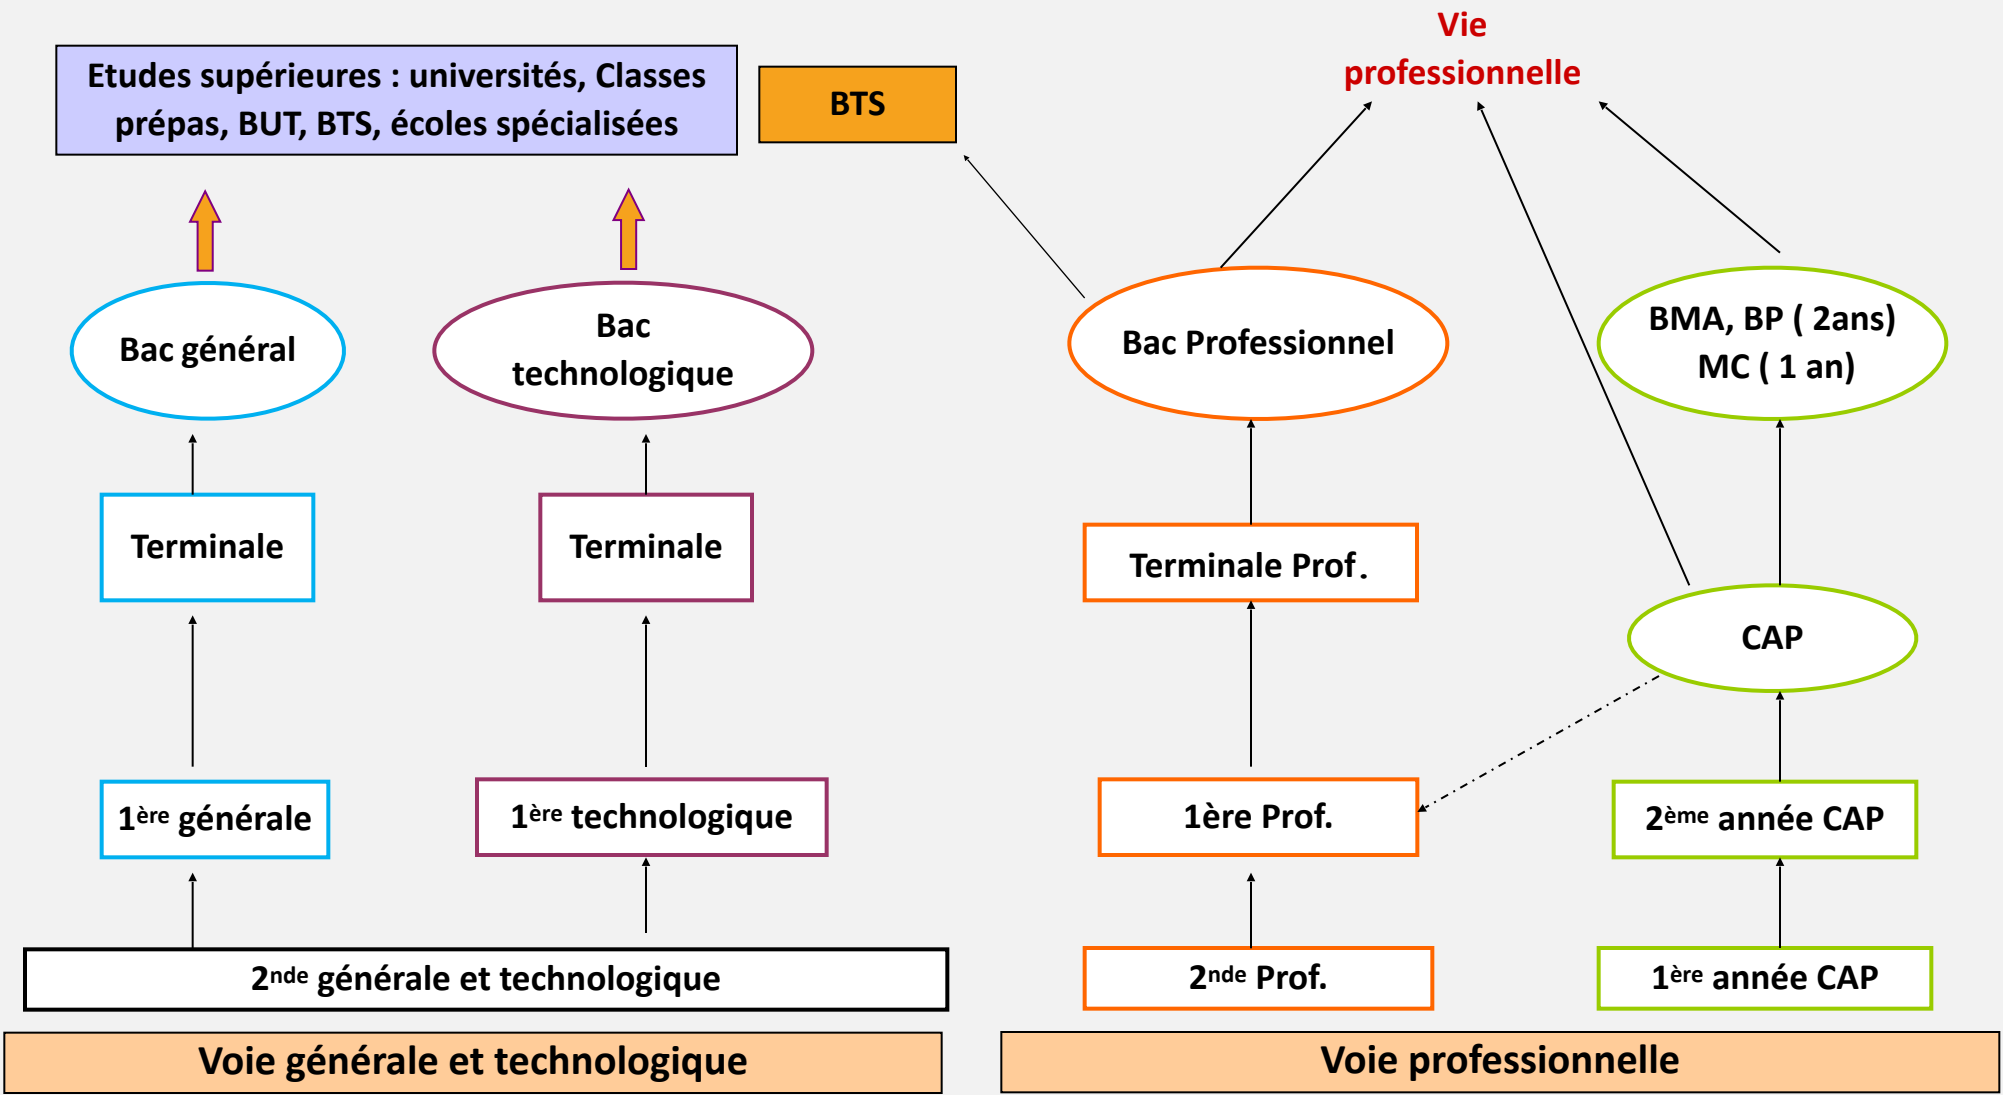 Vie
professionnelle
Etudes supérieures : universités, Classes
prépas, BUT, BTS, écoles spécialisées
BTS
Bac général
Bac
technologique
Bac Professionnel
BMA, BP ( 2ans)
MC ( 1 an)
Terminale
Terminale
Terminale Prof.
CAP
1ère générale
1ère technologique
1ère Prof.
2ème année CAP
2nde générale et technologique
2nde Prof.
1ère année CAP
Voie générale et technologique
Voie professionnelle